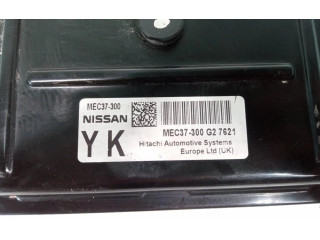 MEC37-300
NISSAN
YK
MEC37-300 G2 7621
Hitachi Automotive Systems
Europe Ltd (UK)